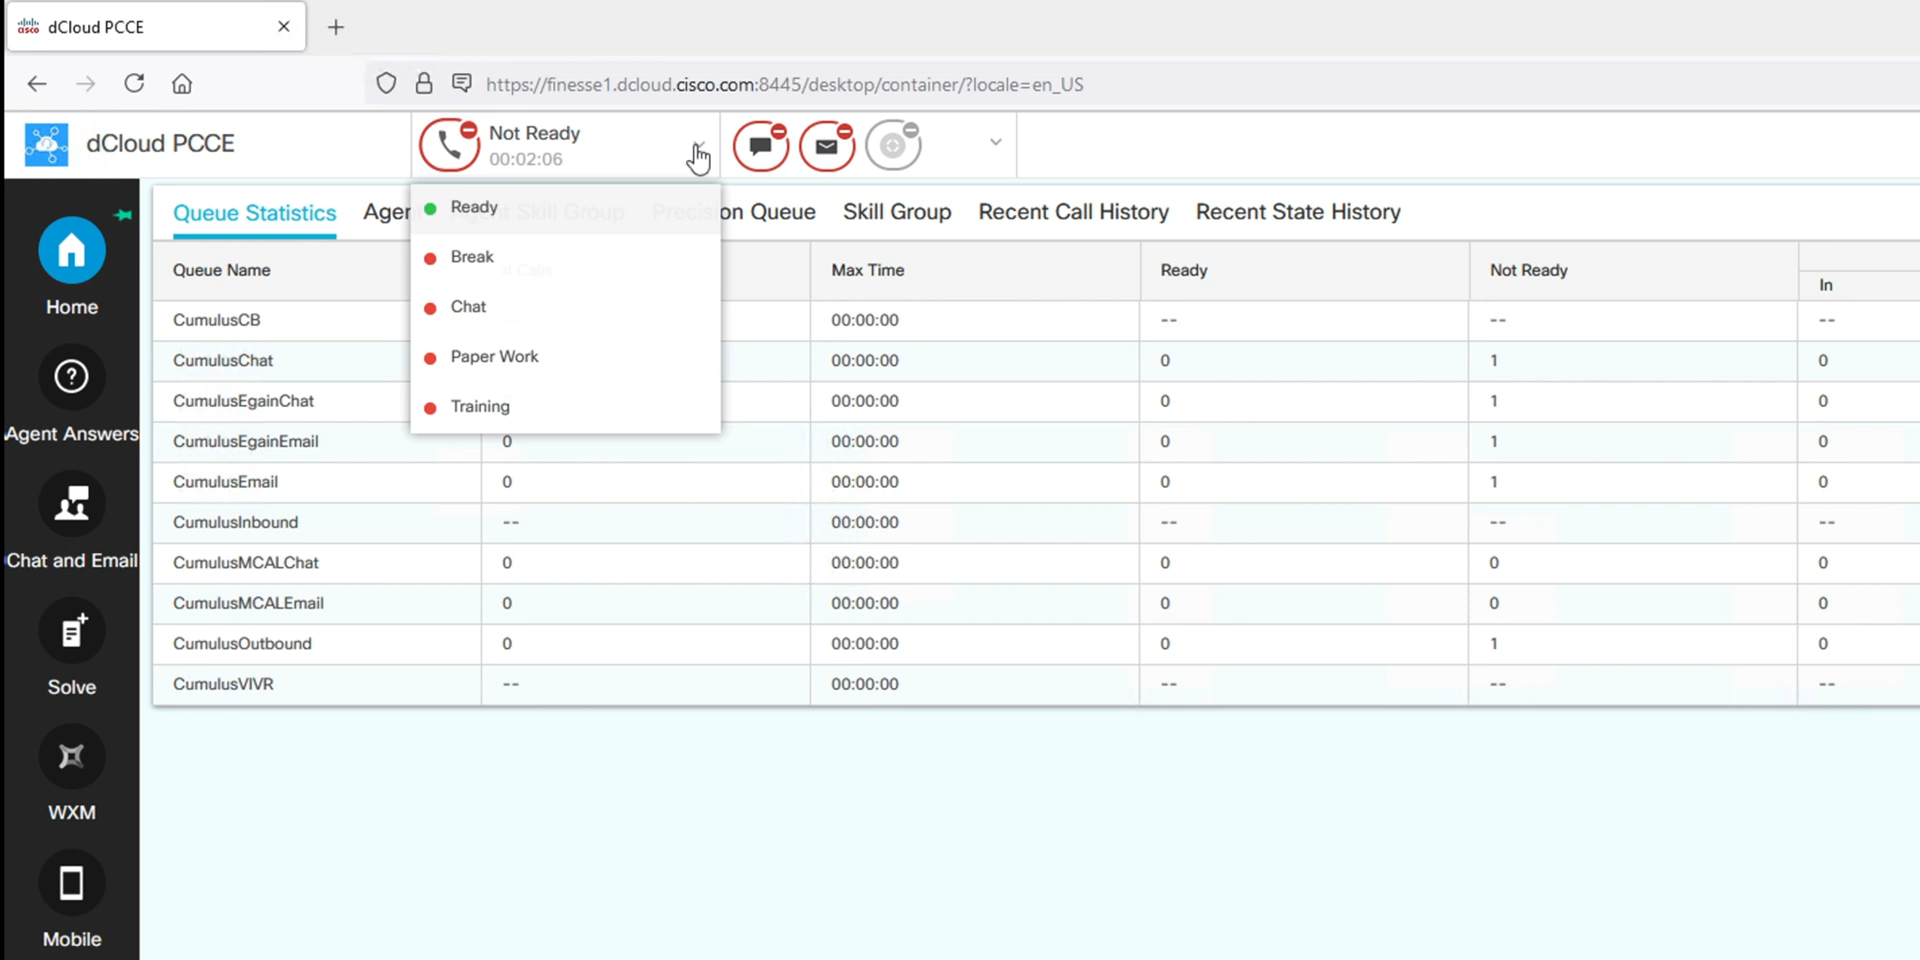 cisco dCloud PCCE
https://finesse1.dcloud.cisco.com:8445/desktop/container/?locale=en_US
dCloud PCCE
Not Ready
00:02:06
Queue Statistics Agent Skill Group Precision Queue Skill Group Recent Call History Recent State History
Ready
Break
Chat
Paper Work
Training
Queue Name # Calls Max Time Ready Not Ready
In
CumulusCB 00:00:00 -- -- --
CumulusChat 00:00:00 0 1 0
CumulusEgainChat 00:00:00 0 1 0
CumulusEgainEmail 0 00:00:00 0 1 0
CumulusEmail 0 00:00:00 0 1 0
CumulusInbound -- 00:00:00 -- -- --
CumulusMCALChat 0 00:00:00 0 0 0
CumulusMCALEmail 0 00:00:00 0 0 0
CumulusOutbound 0 00:00:00 0 1 0
CumulusVIVR -- 00:00:00 -- -- --
Home
Agent Answers
Chat and Email
Solve
WXM
Mobile